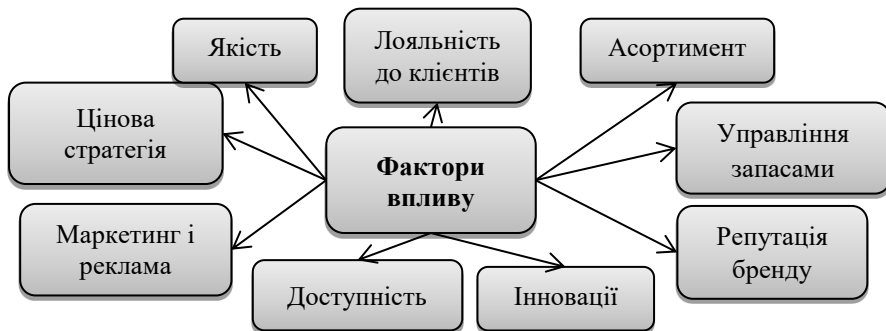 Якість
Лояльність
до клієнтів
Асортимент
Цінова
стратегія
Фактори
впливу
Управління
запасами
Маркетинг і
реклама
Репутація
бренду
Доступність
Інновації